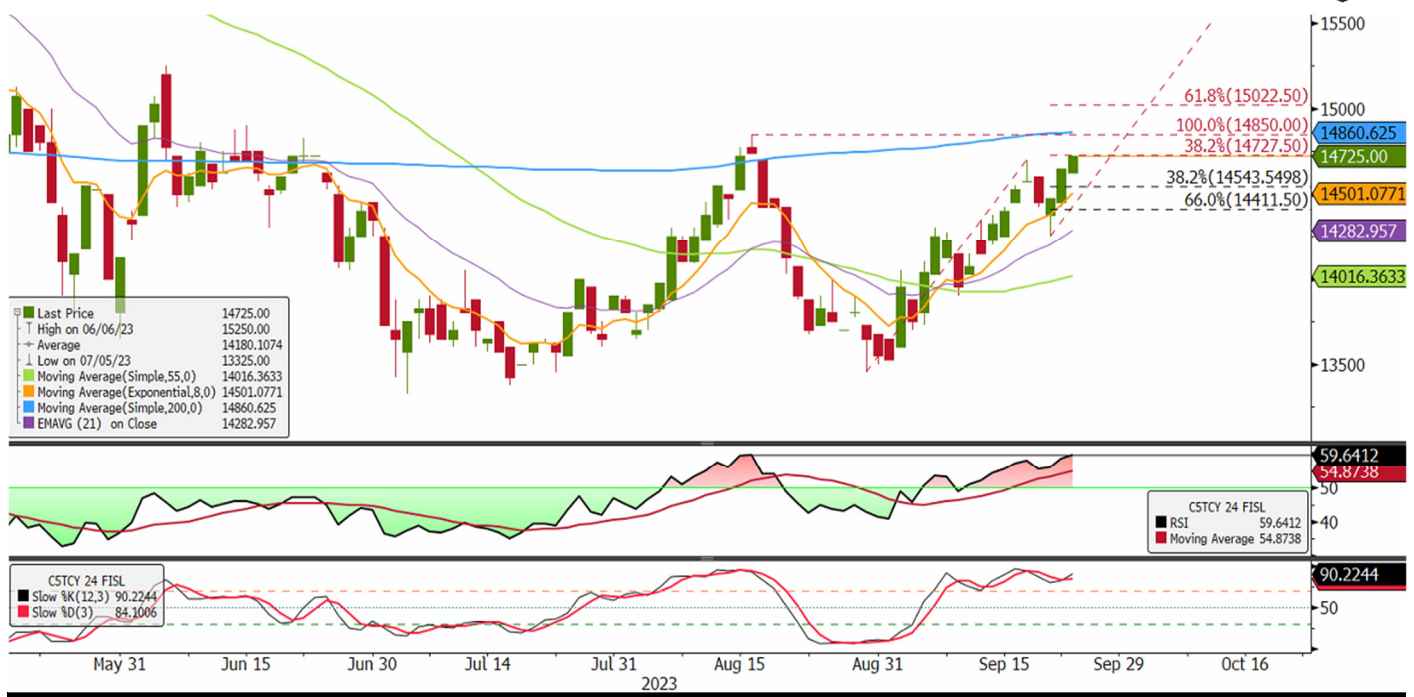 15500
61.8%(15022.50)
15000
100.0%(14850.00)
14860.625
38.2%(14727.50)
14725.00
38.2%(14543.5498)
14501.0771
66.0%(14411.50)
14282.957
14016.3633
13500
Last Price 14725.00
High on 06/06/23 15250.00
Average 14180.1074
Low on 07/05/23 13325.00
Moving Average(Simple,55,0) 14016.3633
Moving Average(Exponential,8,0) 14501.0771
Moving Average(Simple,200,0) 14860.625
EMAVG (21) on Close 14282.957
59.6412
54.8738
50
40
C5TCY 24 FISL
RSI 59.6412
Moving Average 54.8738
C5TCY 24 FISL
Slow %K(12,3) 90.2244
Slow %D(3) 84.1006
90.2244
50
May 31 Jun 15 Jun 30 Jul 14 Jul 31 Aug 15 Aug 31 Sep 15 Sep 29 Oct 16
2023